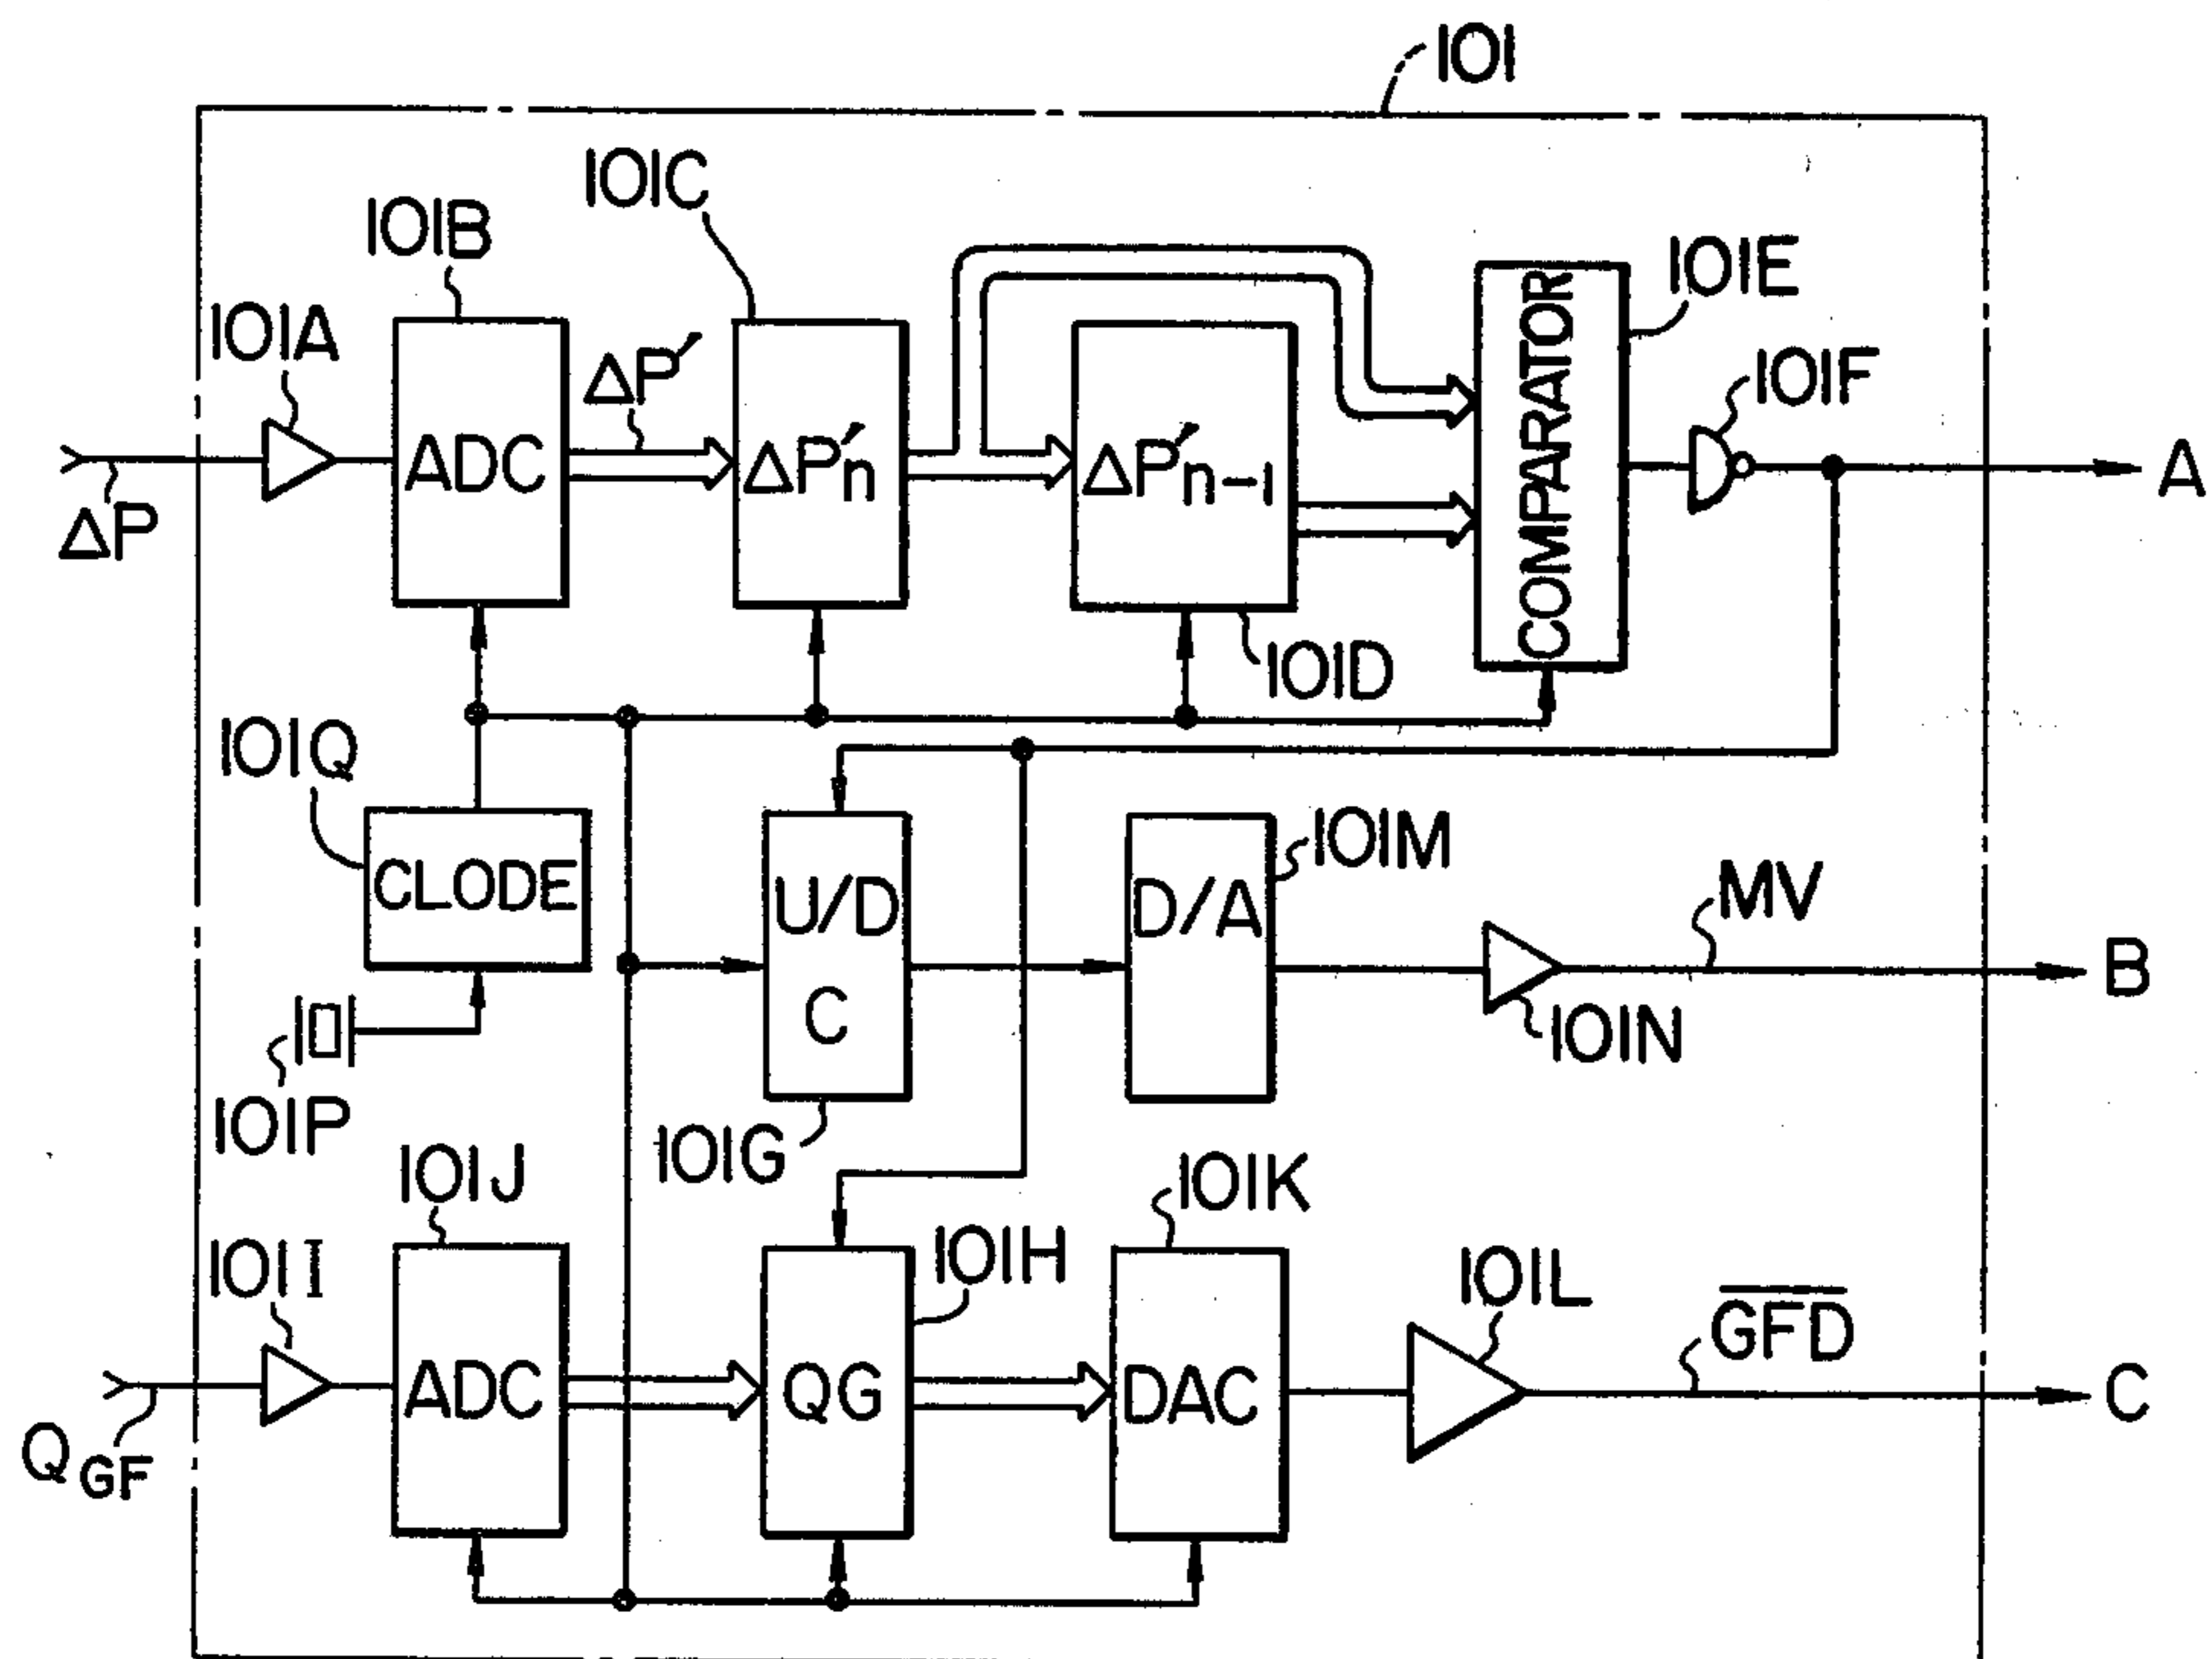 101
101C
101B
101E
101A
ΔP′
101F
ADC
ΔP′n
ΔP′n-1
COMPARATOR
A
ΔP
101D
101Q
101M
MV
CLODE
U/D
C
D/A
B
101N
101P
101G
101J
101K
101I
101H
101L
GFD
ADC
QG
DAC
C
QGF